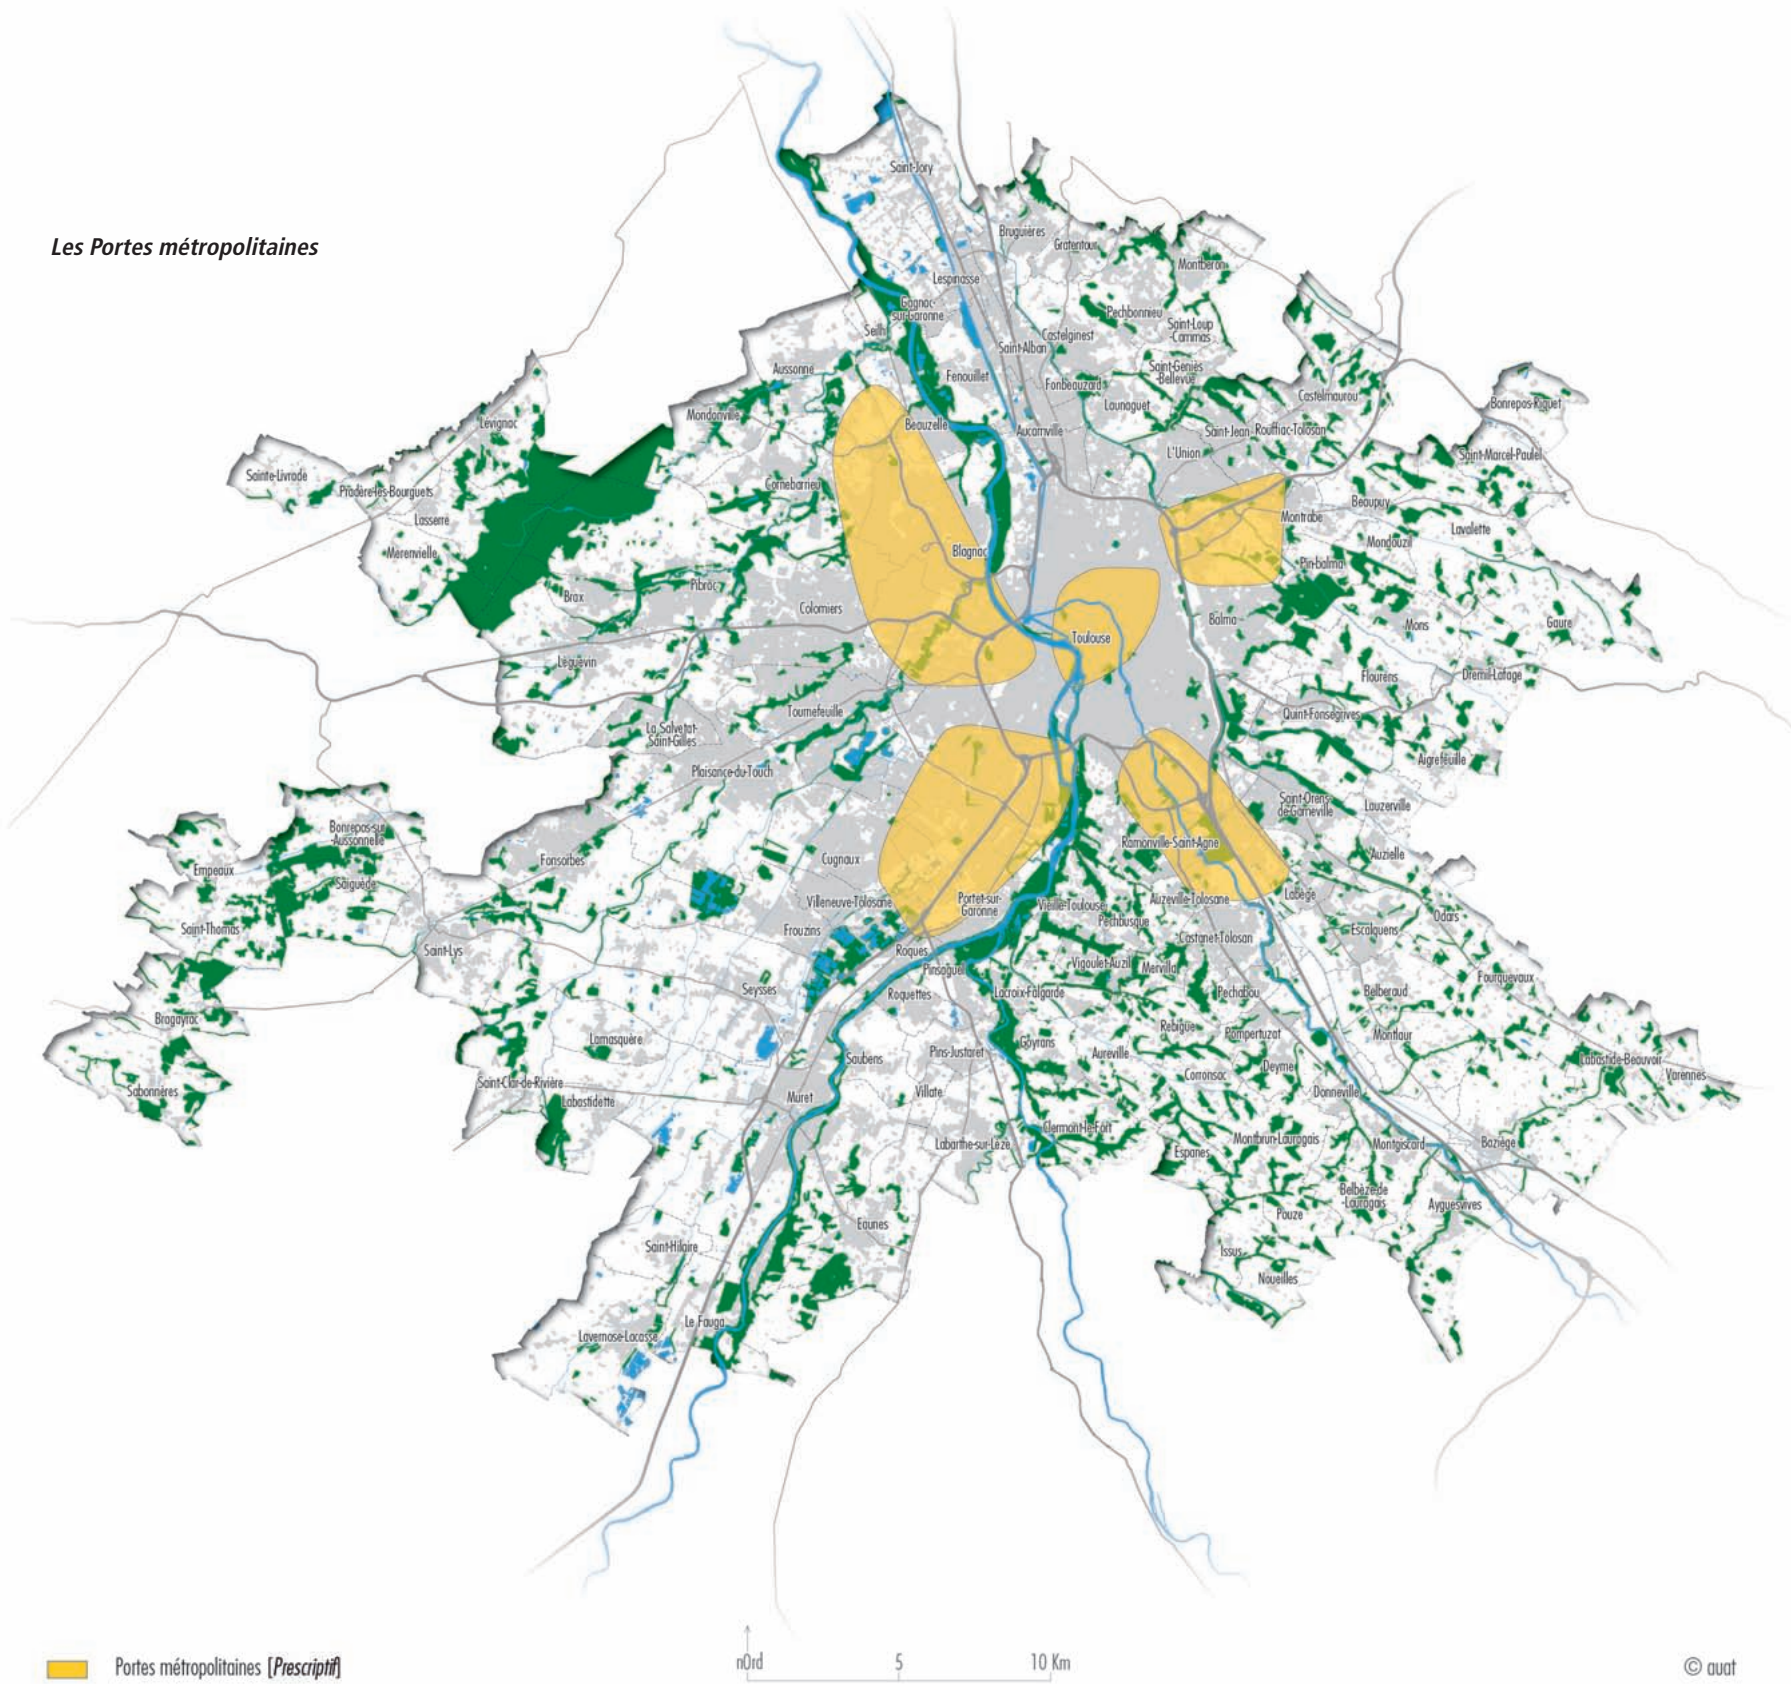 Saint-Jory
Les Portes métropolitaines
Bruguières
Gratentour
Montberon
Lespinasse
Gagnac-
sur-Garonne
Pechbonnieu
Saint-Loup
-Cammas
Seilh
Castelginest
Saint-Alban
Aussonne
Fenouillet
Saint-Geniès
-Bellevue
Fonbeauzard
Castelmaurou
Launaguet
Bonrepos-Riquet
Mondonville
Lévignac
Beauzelle
Aucamville
Saint-Jean
Rouffiac-Tolosan
L'Union
Saint-Marcel-Paulel
Sainte-Livrade
Cornebarrieu
Pradère-les-Bourguets
Beaupuy
Lasserre
Montrabe
Lavalette
Mondouzil
Merenvielle
Blagnac
Pin-balma
Pibrac
Brax
Colomiers
Balma
Mons
Gaure
Toulouse
Léguevin
Flourens
Drémil-Lafage
Tournefeuille
Quint-Fonsegrives
La Salvetat-
Saint-Gilles
Aigrefeuille
Plaisance-du-Touch
Saint-Orens-
de-Gameville
Lauzerville
Bonrepos-sur
-Aussonnelle
Ramonville-Saint-Agne
Auzielle
Fonsorbes
Cugnaux
Empeaux
Saiguède
Labège
Villeneuve-Tolosane
Portet-sur-
Garonne
Auzeville-Tolosane
Vieille-Toulouse
Odars
Pechbusque
Saint-Thomas
Frouzins
Escalquens
Castanet-Tolosan
Saint-Lys
Roques
Pinsaguel
Vigoulet-Auzil
Mervilla
Fourquevaux
Seysses
Roquettes
Lacroix-Falgarde
Pechabou
Belberaud
Bragayrac
Rebigue
Pompertuzat
Montlaur
Lamasquère
Goyrans
Saubens
Pins-Justaret
Aureville
Labastide-Beauvoir
Deyme
Varennes
Corronsac
Saint-Clar-de-Rivière
Sabonnères
Donneville
Labastidette
Muret
Villate
Clermont-le-Fort
Labarthe-sur-Lèze
Montbrun-Lauragais
Montgiscard
Baziège
Espanes
Belbèze-de
-Lauragais
Ayguesvives
Pouze
Eaunes
Saint-Hilaire
Issus
Noueilles
Le Fauga
Lavernose-Lacasse
Portes métropolitaines [Prescriptif]
n0rd 5 10 Km
© auat